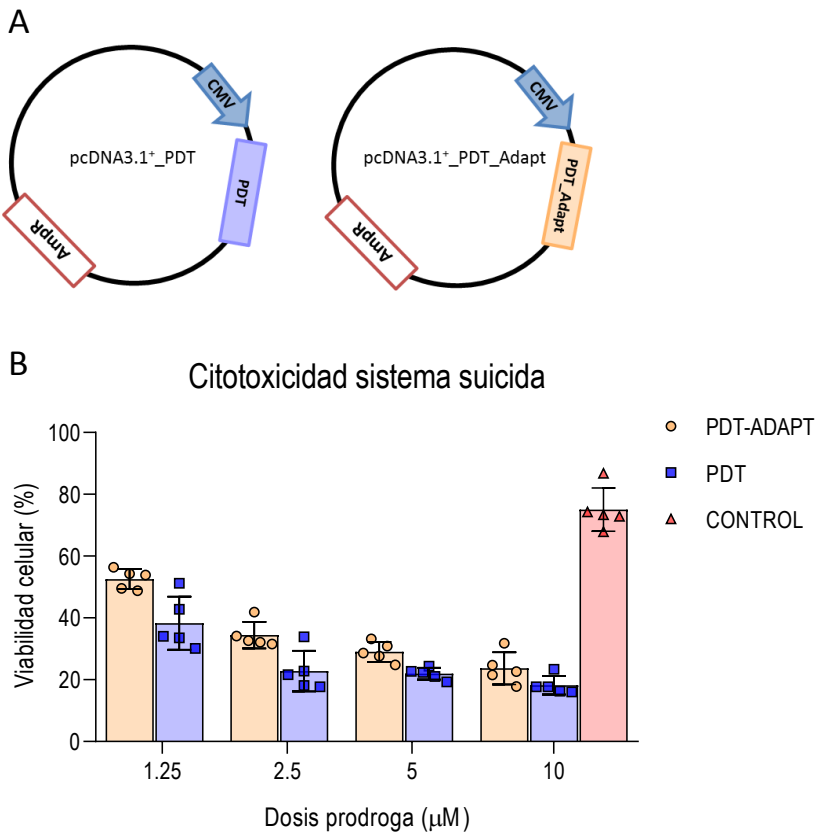 A
CMV
PDT
AmpR
pcDNA3.1⁺_PDT
CMV
PDT_Adapt
AmpR
pcDNA3.1⁺_PDT_Adapt
B
Citotoxicidad sistema suicida
Viabilidad celular (%)
100
80
60
40
20
0
1.25
2.5
5
10
Dosis prodroga (μM)
PDT-ADAPT
PDT
CONTROL